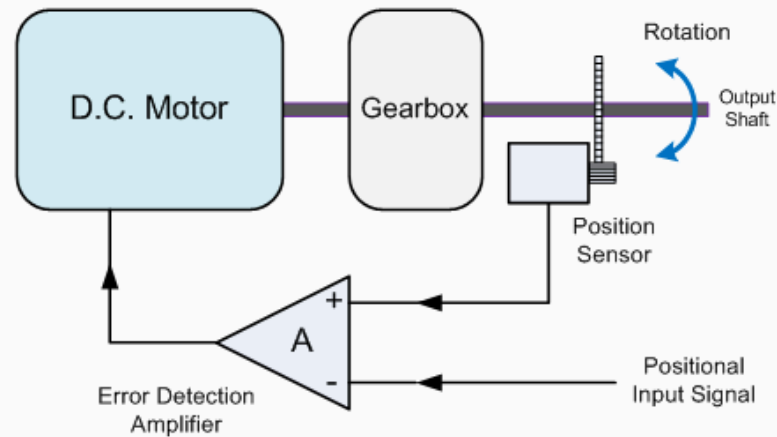 D.C. Motor
Gearbox
Rotation
Output
Shaft
Position
Sensor
+
A
-
Error Detection
Amplifier
Positional
Input Signal